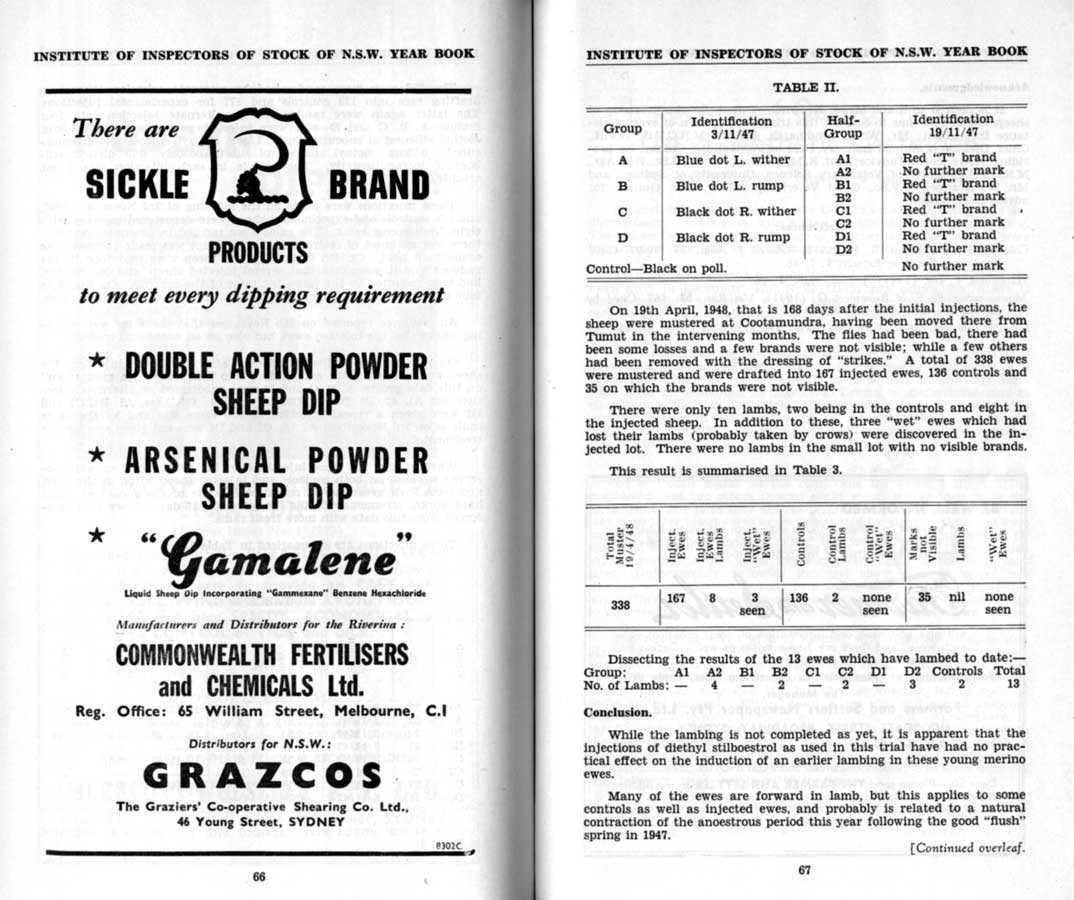 INSTITUTE OF INSPECTORS OF STOCK OF N.S.W. YEAR BOOK
There are
SICKLE BRAND
PRODUCTS
to meet every dipping requirement
★ DOUBLE ACTION POWDER
SHEEP DIP
★ ARSENICAL POWDER
SHEEP DIP
★ "Gamalene"
Liquid Sheep Dip Incorporating "Gammexane" Benzene Hexachloride
Manufacturers and Distributors for the Riverina :
COMMONWEALTH FERTILISERS
and CHEMICALS Ltd.
Reg. Office: 65 William Street, Melbourne, C.1
Distributors for N.S.W.:
GRAZCOS
The Graziers' Co-operative Shearing Co. Ltd.,
46 Young Street, SYDNEY
8302C
66
INSTITUTE OF INSPECTORS OF STOCK OF N.S.W. YEAR BOOK
TABLE II.
Group Identification 3/11/47 Half-Group Identification 19/11/47
A Blue dot L. wither A1 Red "T" brand
A2 No further mark
B Blue dot L. rump B1 Red "T" brand
B2 No further mark
C Black dot R. wither C1 Red "T" brand
C2 No further mark
D Black dot R. rump D1 Red "T" brand
D2 No further mark
Control—Black on poll. No further mark
On 19th April, 1948, that is 168 days after the initial injections, the
sheep were mustered at Cootamundra, having been moved there from
Tumut in the intervening months. The flies had been bad, there had
been some losses and a few brands were not visible; while a few others
had been removed with the dressing of "strikes." A total of 338 ewes
were mustered and were drafted into 167 injected ewes, 136 controls and
35 on which the brands were not visible.
There were only ten lambs, two being in the controls and eight in
the injected sheep. In addition to these, three "wet" ewes which had
lost their lambs (probably taken by crows) were discovered in the in-
jected lot. There were no lambs in the small lot with no visible brands.
This result is summarised in Table 3.
Total Muster 19/4/48 Inject. Ewes Inject. Ewes Lambs Inject. "Wet" Ewes Controls Control Lambs Control "Wet" Ewes Marks not Visible Lambs "Wet" Ewes
338 167 8 3 seen 136 2 none seen 35 nil none seen
Dissecting the results of the 13 ewes which have lambed to date:—
Group: A1 A2 B1 B2 C1 C2 D1 D2 Controls Total
No. of Lambs: — 4 — 2 — 2 — 3 2 13
Conclusion.
While the lambing is not completed as yet, it is apparent that the
injections of diethyl stilboestrol as used in this trial have had no prac-
tical effect on the induction of an earlier lambing in these young merino
ewes.
Many of the ewes are forward in lamb, but this applies to some
controls as well as injected ewes, and probably is related to a natural
contraction of the anoestrous period this year following the good "flush"
spring in 1947.
[Continued overleaf.
67